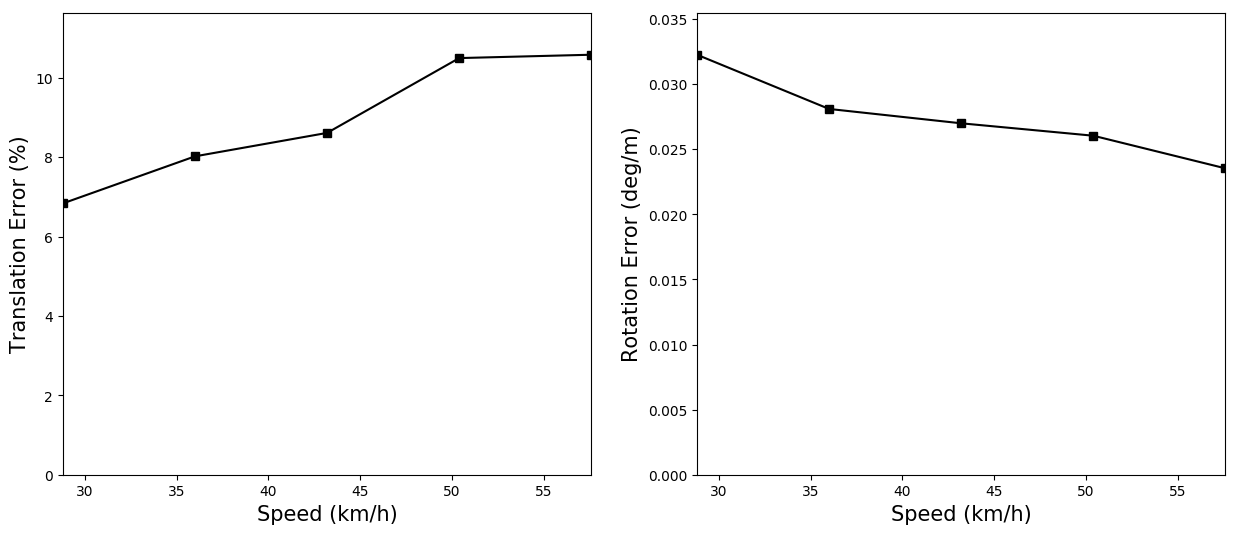 Translation Error (%)
10
8
6
4
2
0
30 35 40 45 50 55
Speed (km/h)
Rotation Error (deg/m)
0.035
0.030
0.025
0.020
0.015
0.010
0.005
0.000
30 35 40 45 50 55
Speed (km/h)